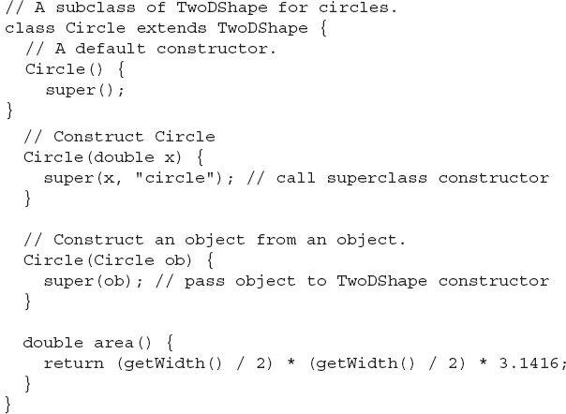 // A subclass of TwoDShape for circles.
class Circle extends TwoDShape {
  // A default constructor.
  Circle() {
    super();
}
  // Construct Circle
  Circle(double x) {
    super(x, "circle"); // call superclass constructor
  }

  // Construct an object from an object.
  Circle(Circle ob) {
    super(ob); // pass object to TwoDShape constructor
  }

  double area() {
    return (getWidth() / 2) * (getWidth() / 2) * 3.1416;
  }
}